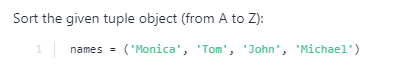 Sort the given tuple object (from A to Z):
1 names = ('Monica', 'Tom', 'John', 'Michael')